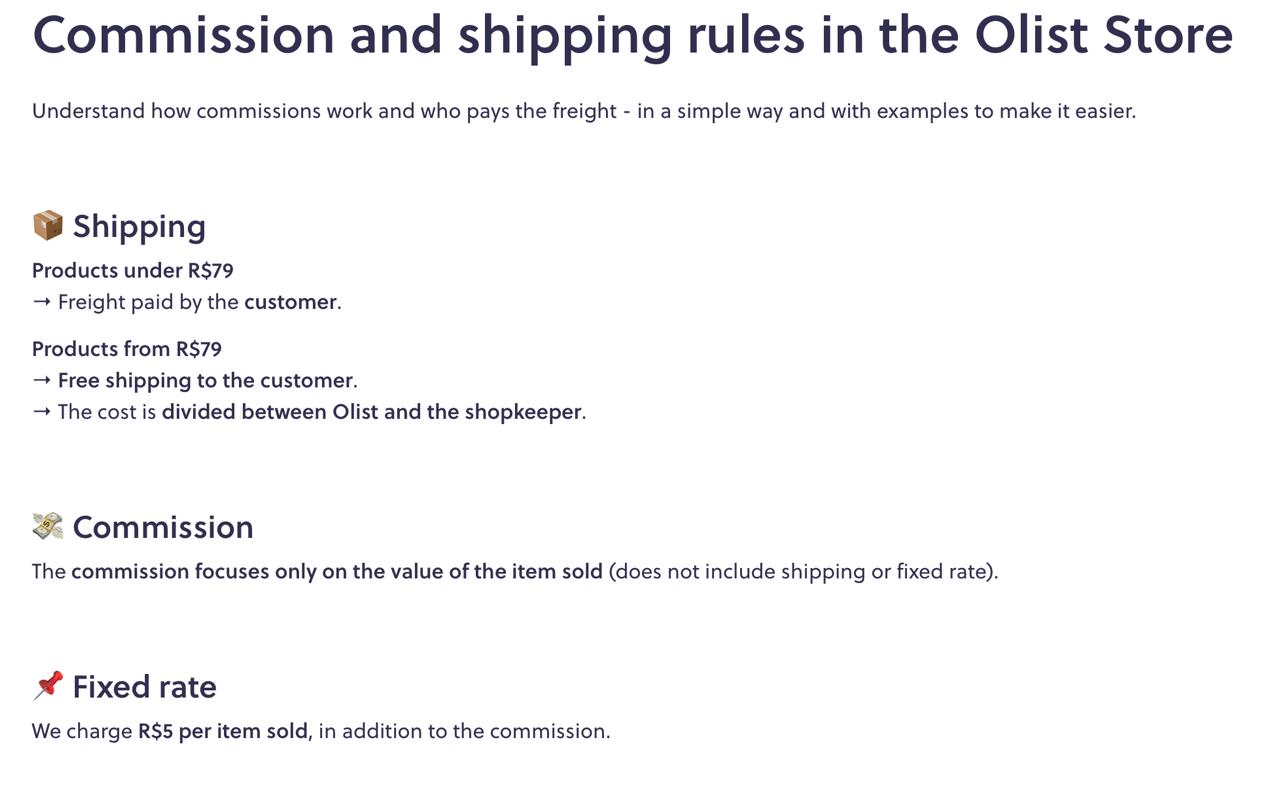 Commission and shipping rules in the Olist Store
Understand how commissions work and who pays the freight - in a simple way and with examples to make it easier.
📦 Shipping
Products under R$79
→ Freight paid by the customer.
Products from R$79
→ Free shipping to the customer.
→ The cost is divided between Olist and the shopkeeper.
💸 Commission
The commission focuses only on the value of the item sold (does not include shipping or fixed rate).
📌 Fixed rate
We charge R$5 per item sold, in addition to the commission.